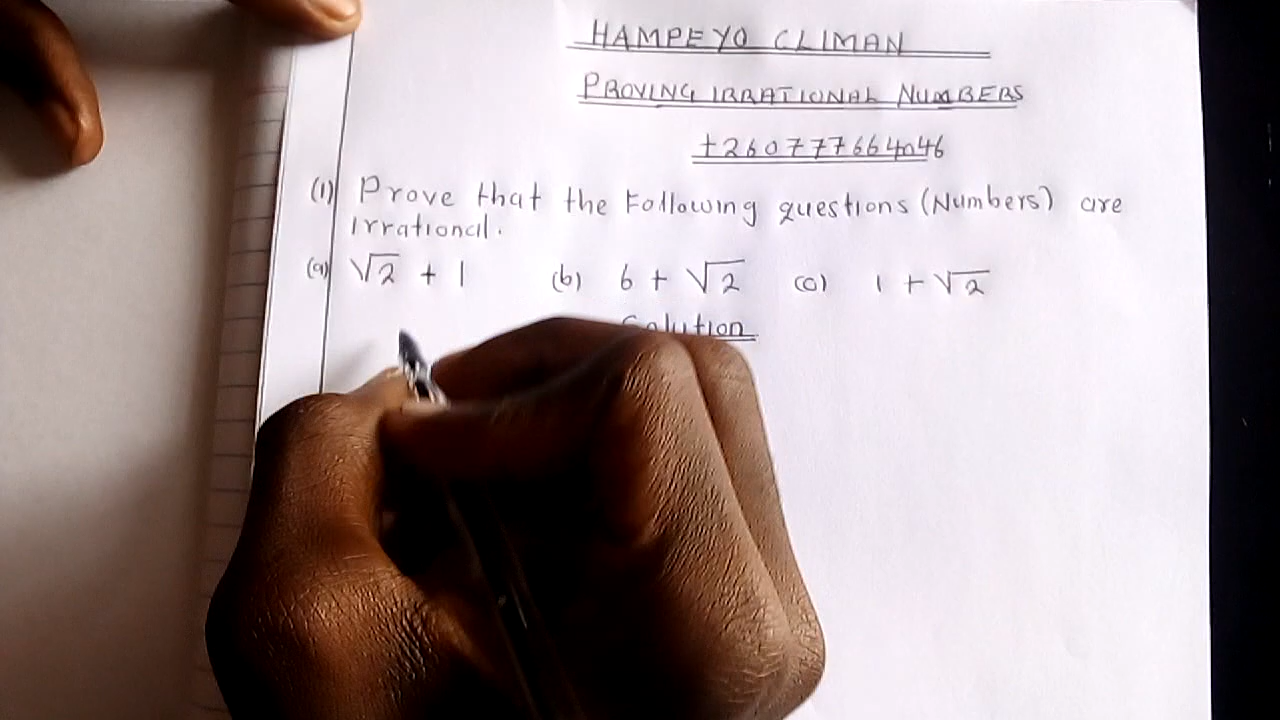 HAMPEYO CLIMAN
PROVING IRRATIONAL NUMBERS
+260777664046
(1) Prove that the Following questions (Numbers) are
irrational.
(a) √2 + 1 (b) 6 + √2 (c) 1 + √2
Solution